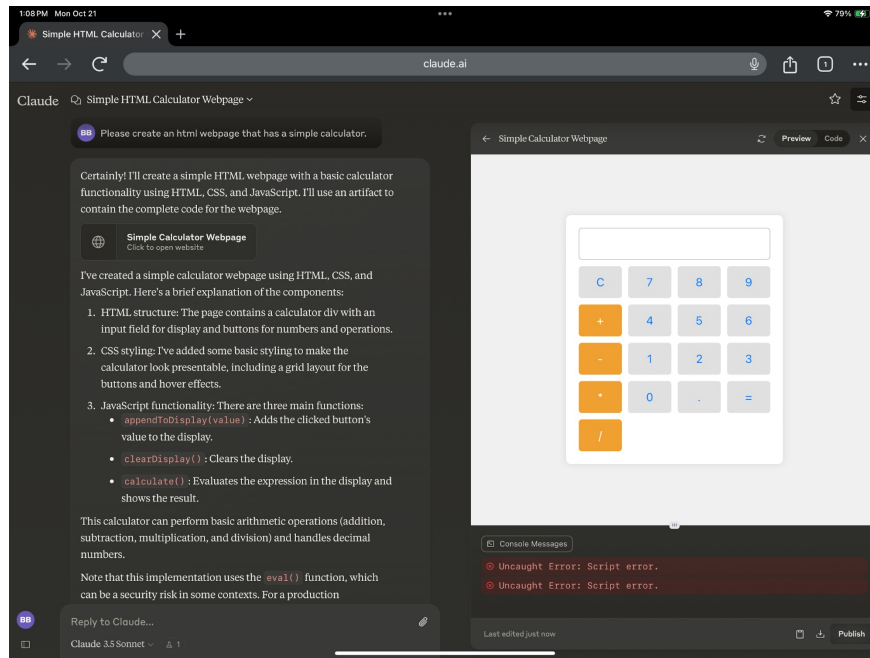 1:08 PM Mon Oct 21
79%
Simple HTML Calculator
claude.ai
1
Claude
Simple HTML Calculator Webpage
BB
Please create an html webpage that has a simple calculator.
Certainly! I'll create a simple HTML webpage with a basic calculator
functionality using HTML, CSS, and JavaScript. I'll use an artifact to
contain the complete code for the webpage.
Simple Calculator Webpage
Click to open website
I've created a simple calculator webpage using HTML, CSS, and
JavaScript. Here's a brief explanation of the components:
1. HTML structure: The page contains a calculator div with an
input field for display and buttons for numbers and operations.
2. CSS styling: I've added some basic styling to make the
calculator look presentable, including a grid layout for the
buttons and hover effects.
3. JavaScript functionality: There are three main functions:
• appendToDisplay(value) : Adds the clicked button's
value to the display.
• clearDisplay() : Clears the display.
• calculate() : Evaluates the expression in the display and
shows the result.
This calculator can perform basic arithmetic operations (addition,
subtraction, multiplication, and division) and handles decimal
numbers.
Note that this implementation uses the eval() function, which
can be a security risk in some contexts. For a production
BB
Reply to Claude...
Claude 3.5 Sonnet
1
Simple Calculator Webpage
Preview Code
C 7 8 9
+ 4 5 6
- 1 2 3
* 0 . =
/
Console Messages
Uncaught Error: Script error.
Uncaught Error: Script error.
Last edited just now
Publish